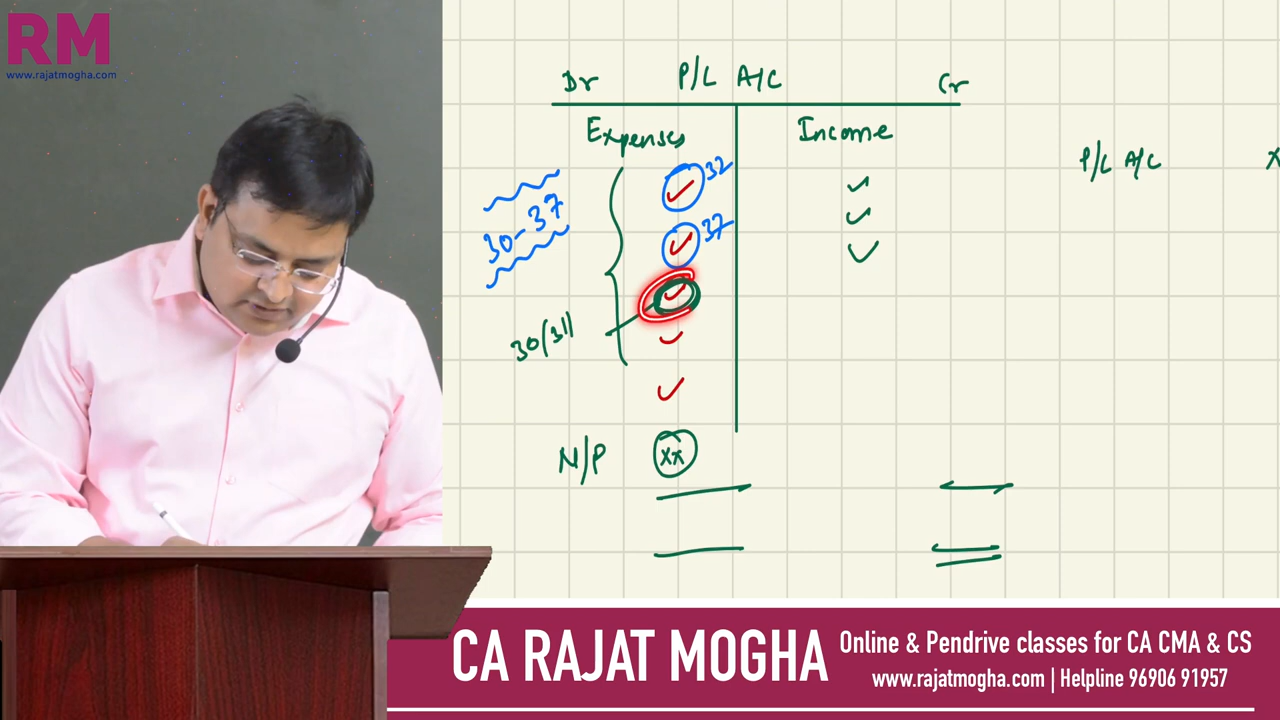 RM
www.rajatmogha.com
Dr P/L A/C Cr
Expenses Income
P/L A/C
32
30-37
37
30/31
N/P xx
CA RAJAT MOGHA
Online & Pendrive classes for CA CMA & CS
www.rajatmogha.com | Helpline 96906 91957